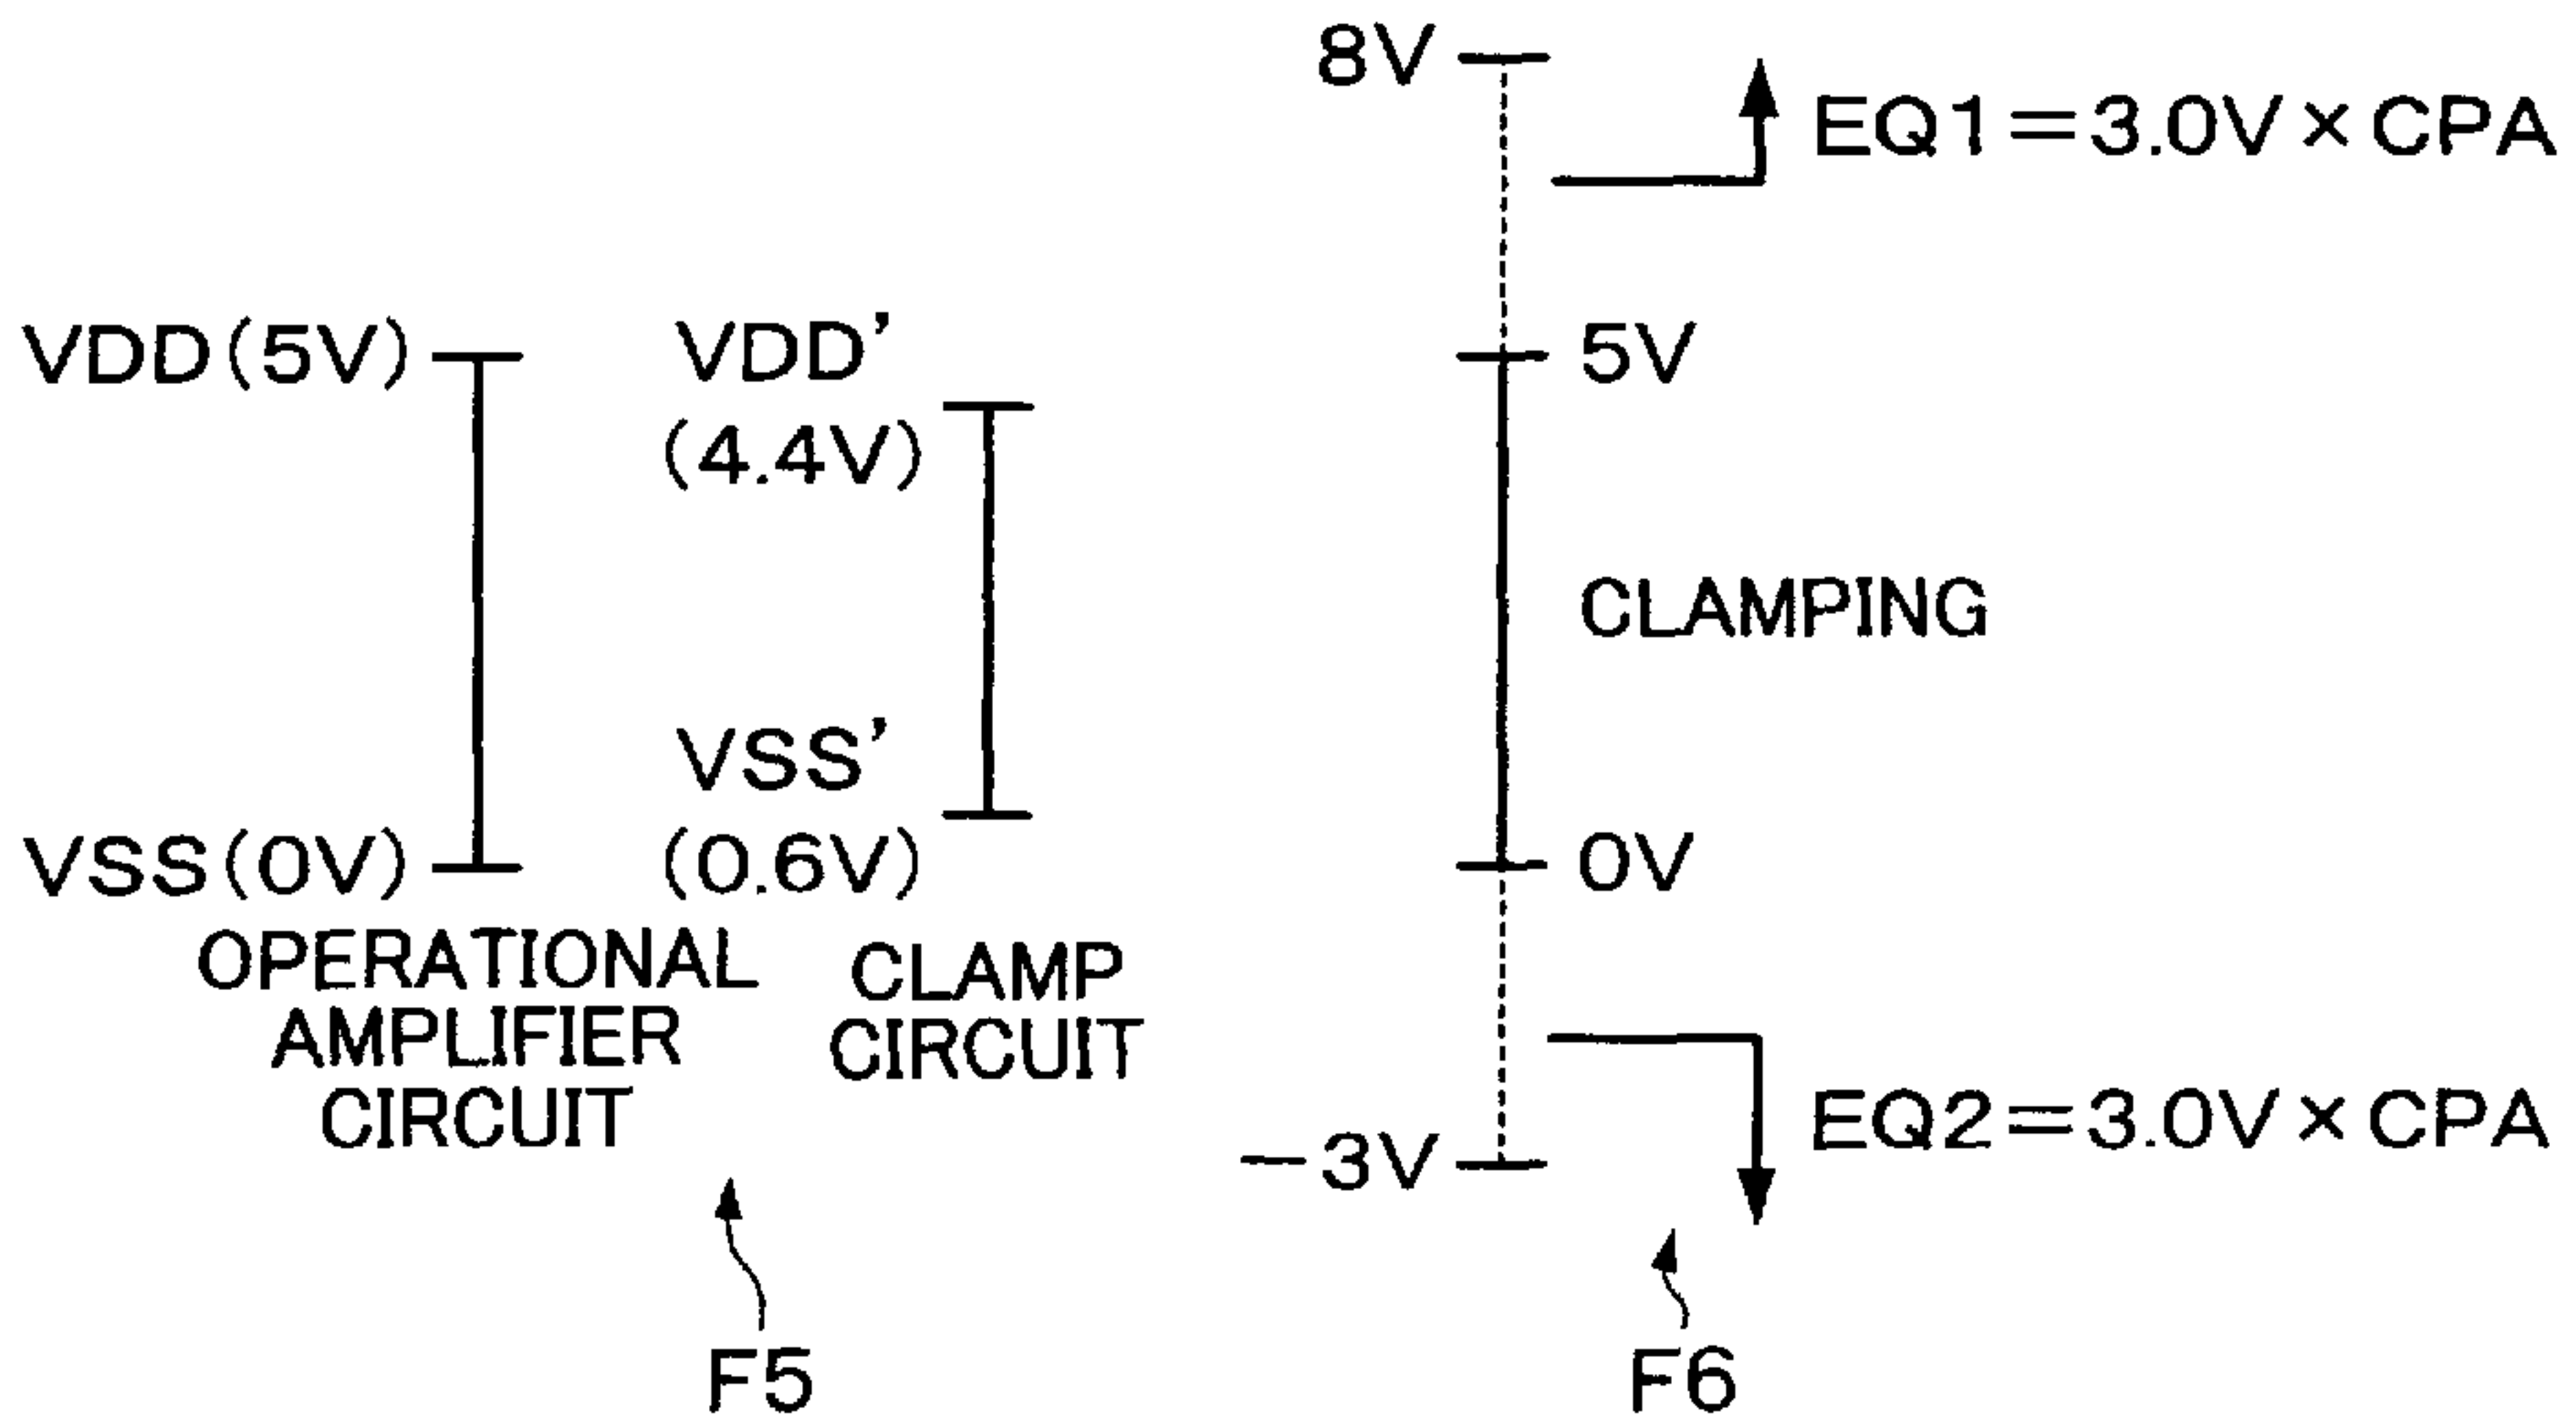 8V
EQ1=3.0V×CPA
VDD(5V)
VDD'
(4.4V)
5V
CLAMPING
VSS'
(0.6V)
VSS(0V)
0V
OPERATIONAL
AMPLIFIER
CIRCUIT
CLAMP
CIRCUIT
-3V
EQ2=3.0V×CPA
F5
F6